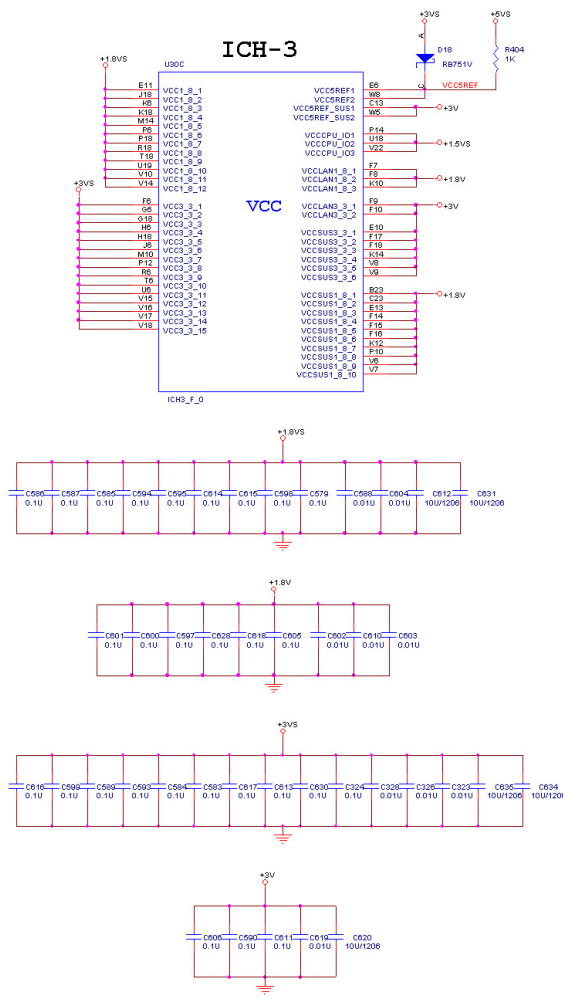 ICH-3
U30C
+1.8VS
+3VS
+5VS
D18
RB751V
R404
1K
A
C
VCC5REF
E11 VCC1_8_1
J18 VCC1_8_2
K6 VCC1_8_3
K18 VCC1_8_4
M14 VCC1_8_5
P6 VCC1_8_6
P18 VCC1_8_7
R18 VCC1_8_8
T18 VCC1_8_9
U19 VCC1_8_10
V10 VCC1_8_11
V14 VCC1_8_12
+3VS
F6 VCC3_3_1
G5 VCC3_3_2
G18 VCC3_3_3
H6 VCC3_3_4
H18 VCC3_3_5
J6 VCC3_3_6
M10 VCC3_3_7
P12 VCC3_3_8
R6 VCC3_3_9
T6 VCC3_3_10
U6 VCC3_3_11
V15 VCC3_3_12
V16 VCC3_3_13
V17 VCC3_3_14
V18 VCC3_3_15
VCC
VCC5REF1 E6
VCC5REF2 W8
VCC5REF_SUS1 C13 +3V
VCC5REF_SUS2 W5
VCCCPU_IO1 P14
VCCCPU_IO2 U18 +1.5VS
VCCCPU_IO3 V22
VCCLAN1_8_1 F7
VCCLAN1_8_2 F8 +1.8V
VCCLAN1_8_3 K10
VCCLAN3_3_1 F9 +3V
VCCLAN3_3_2 F10
VCCSUS3_3_1 E10
VCCSUS3_3_2 F17
VCCSUS3_3_3 F18
VCCSUS3_3_4 K14
VCCSUS3_3_5 V8
VCCSUS3_3_6 V9
VCCSUS1_8_1 B23 +1.8V
VCCSUS1_8_2 C23
VCCSUS1_8_3 E13
VCCSUS1_8_4 F14
VCCSUS1_8_5 F15
VCCSUS1_8_6 F16
VCCSUS1_8_7 K12
VCCSUS1_8_8 P10
VCCSUS1_8_9 V6
VCCSUS1_8_10 V7
ICH3_F_0
+1.8VS
C586 C587 C585 C594 C595 C614 C615 C598 C579 C588 C604 C612 C631
0.1U 0.1U 0.1U 0.1U 0.1U 0.1U 0.1U 0.1U 0.1U 0.01U 0.01U 10U/1206 10U/1206
+1.8V
C601 C600 C597 C628 C618 C605 C602 C610 C603
0.1U 0.1U 0.1U 0.1U 0.1U 0.1U 0.01U 0.01U 0.01U
+3VS
C616 C599 C589 C593 C584 C583 C617 C613 C630 C324 C328 C326 C323 C635 C634
0.1U 0.1U 0.1U 0.1U 0.1U 0.1U 0.1U 0.1U 0.1U 0.1U 0.01U 0.01U 0.01U 10U/1206 10U/1206
+3V
C606 C590 C611 C619 C620
0.1U 0.1U 0.1U 0.01U 10U/1206